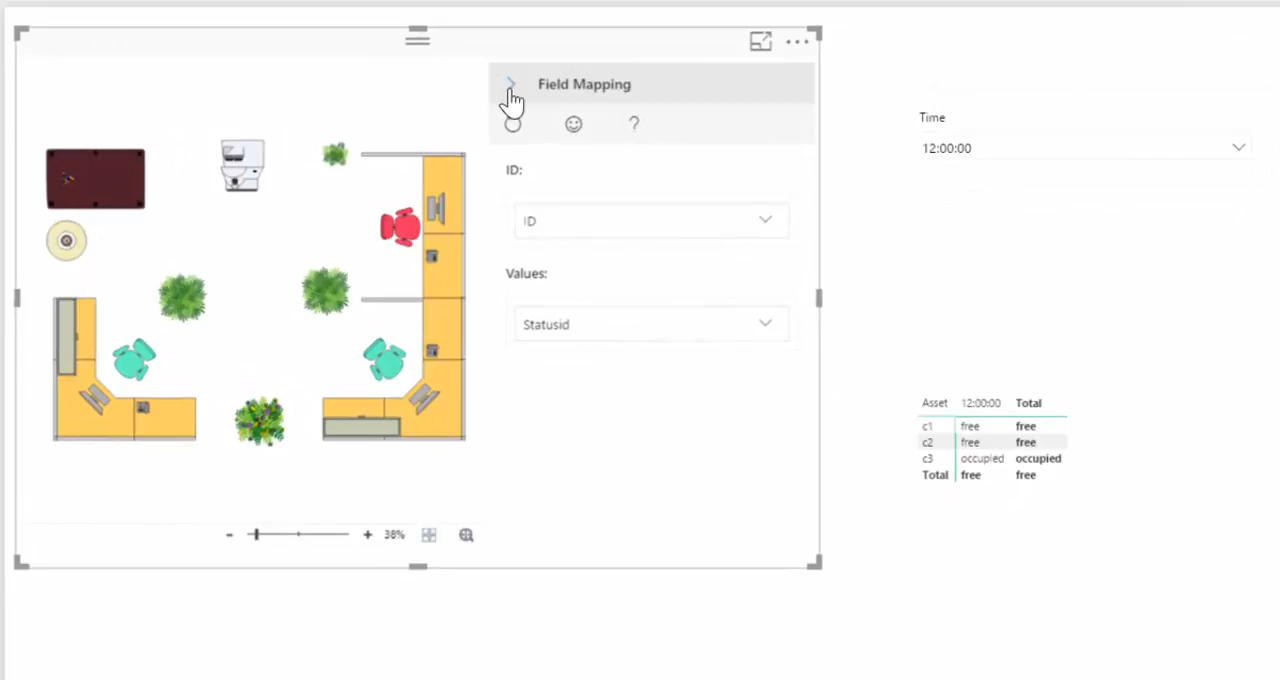 Field Mapping
?
ID:
ID
Values:
Statusid
- + 38%
Time
12:00:00
Asset 12:00:00 Total
c1 free free
c2 free free
c3 occupied occupied
Total free free